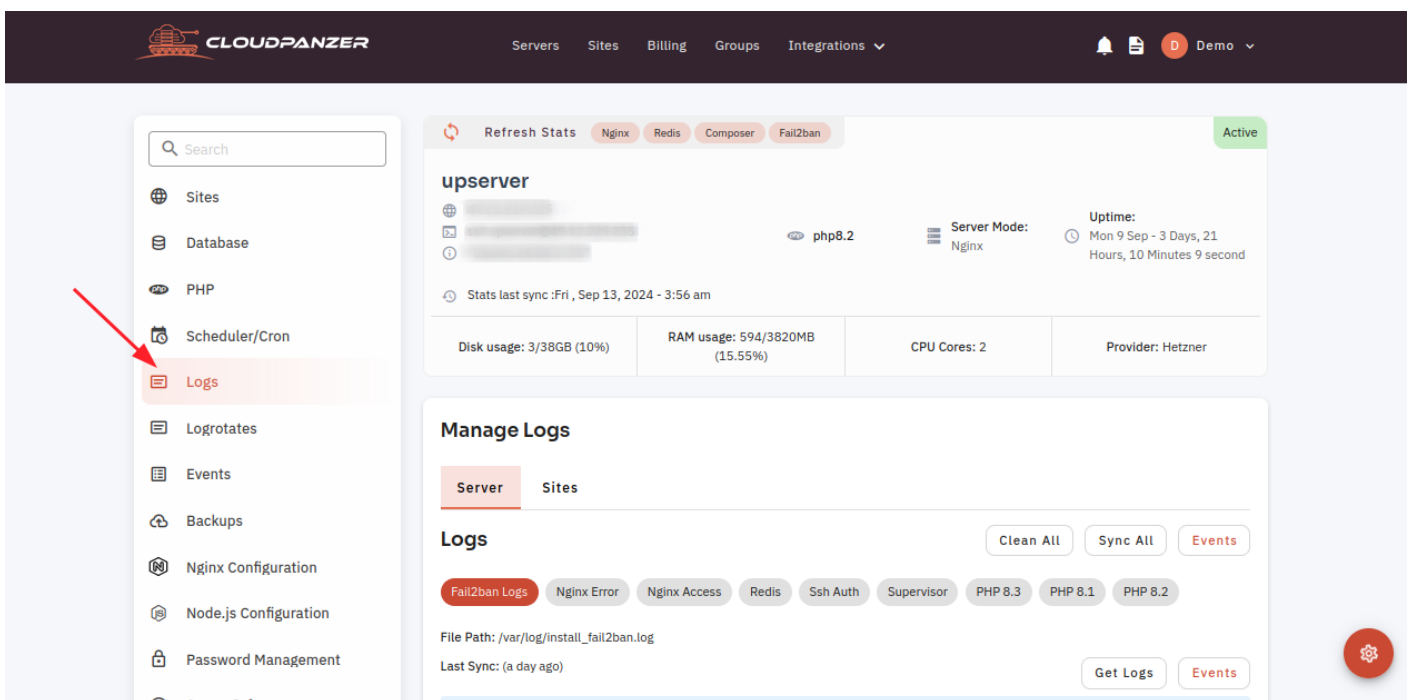 CLOUDPANZER
Servers Sites Billing Groups Integrations
D Demo
Search
Sites
Database
PHP
Scheduler/Cron
Logs
Logrotates
Events
Backups
Nginx Configuration
Node.js Configuration
Password Management
Refresh Stats Nginx Redis Composer Fail2ban
Active
upserver
php8.2
Server Mode:
Nginx
Uptime:
Mon 9 Sep - 3 Days, 21
Hours, 10 Minutes 9 second
Stats last sync :Fri , Sep 13, 2024 - 3:56 am
Disk usage: 3/38GB (10%)
RAM usage: 594/3820MB
(15.55%)
CPU Cores: 2
Provider: Hetzner
Manage Logs
Server Sites
Logs
Clean All Sync All Events
Fail2ban Logs Nginx Error Nginx Access Redis Ssh Auth Supervisor PHP 8.3 PHP 8.1 PHP 8.2
File Path: /var/log/install_fail2ban.log
Last Sync: (a day ago)
Get Logs Events